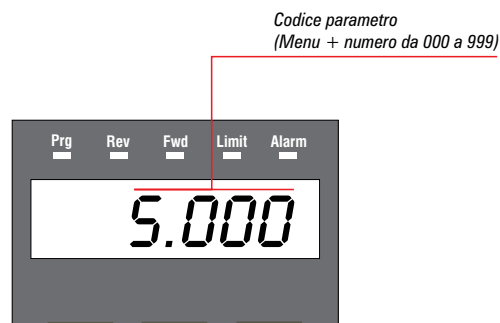 Codice parametro
(Menu + numero da 000 a 999)
Prg Rev Fwd Limit Alarm
5.000